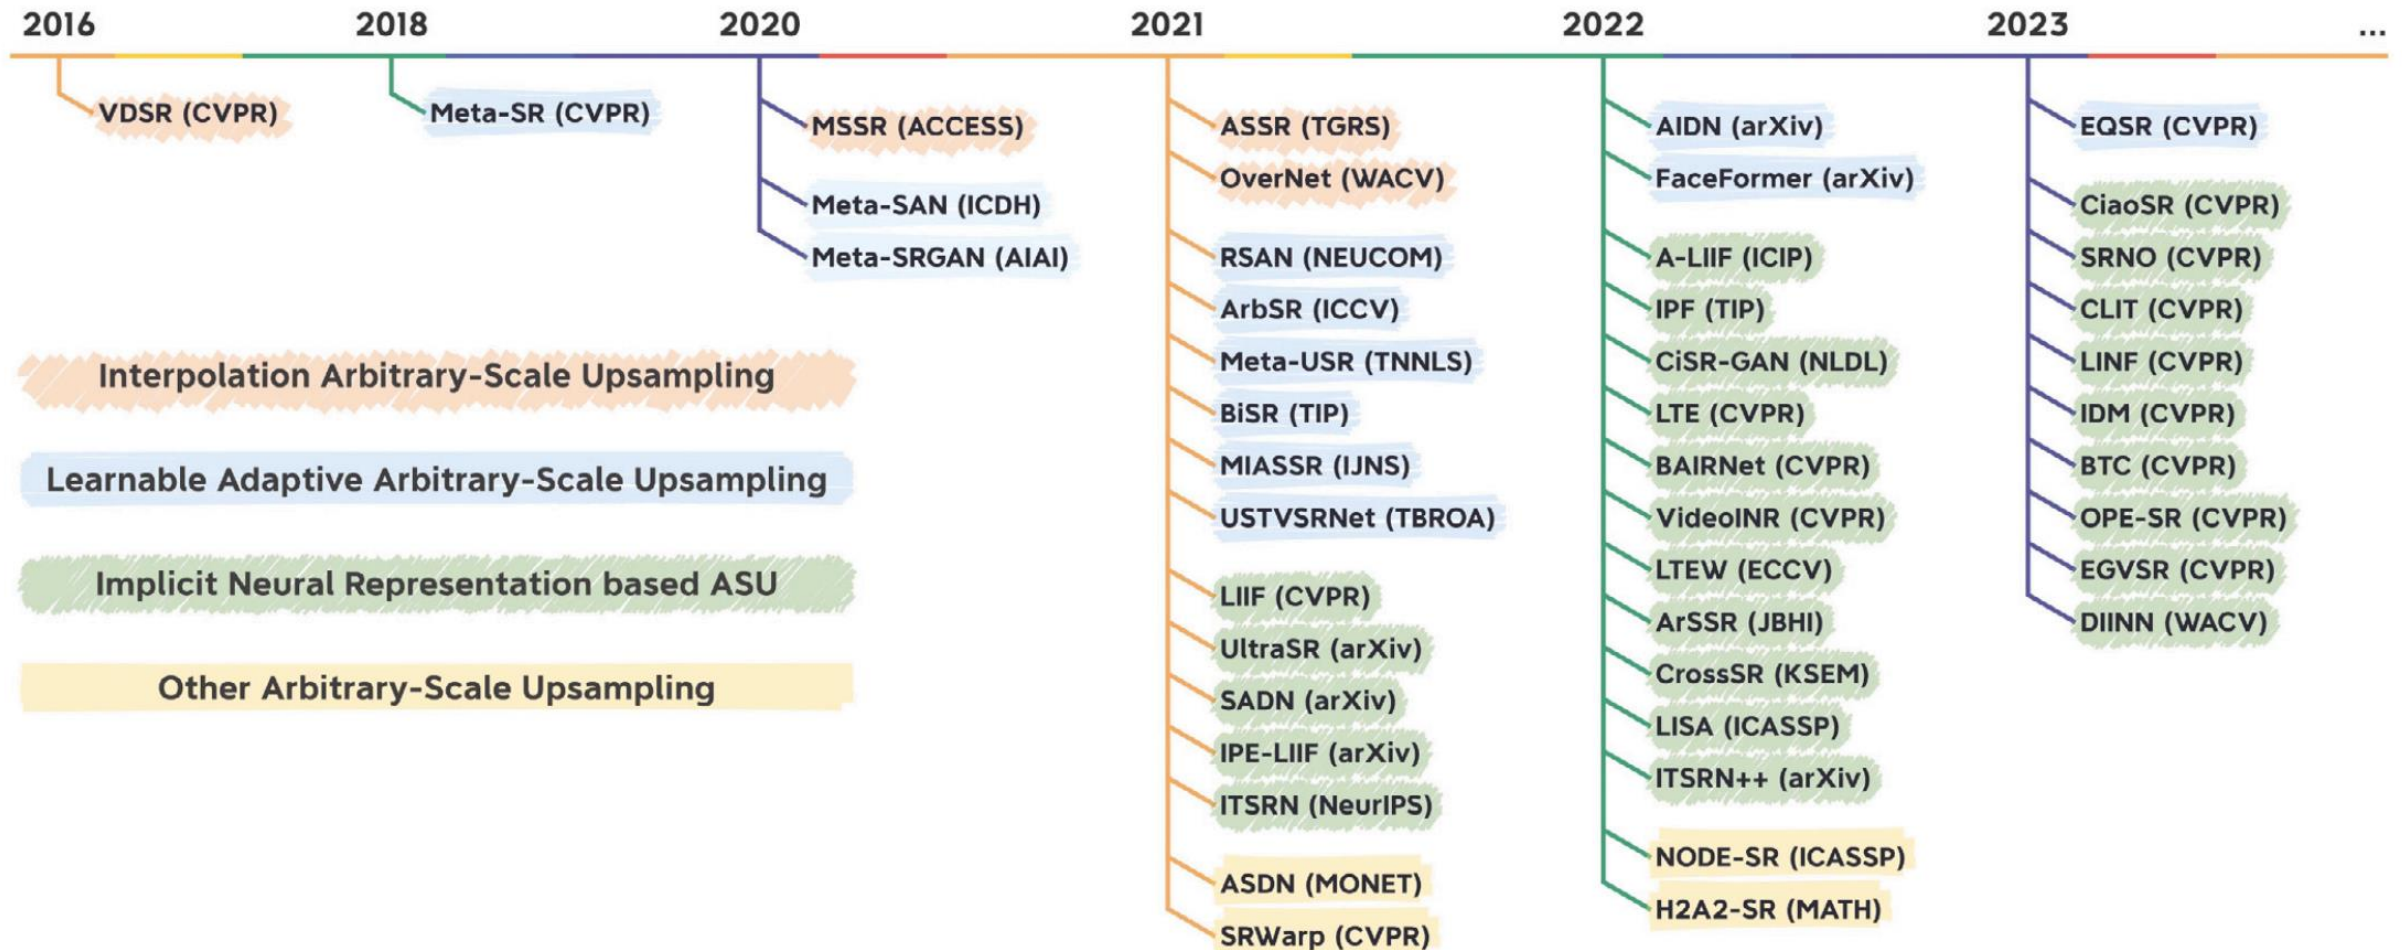 2016
2018
2020
2021
2022
2023
...
VDSR (CVPR)
Meta-SR (CVPR)
MSSR (ACCESS)
Meta-SAN (ICDH)
Meta-SRGAN (AIAI)
ASSR (TGRS)
OverNet (WACV)
RSAN (NEUCOM)
ArbSR (ICCV)
Meta-USR (TNNLS)
BiSR (TIP)
MIASSR (IJNS)
USTVSRNet (TBROA)
LIIF (CVPR)
UltraSR (arXiv)
SADN (arXiv)
IPE-LIIF (arXiv)
ITSRN (NeurIPS)
ASDN (MONET)
SRWarp (CVPR)
AIDN (arXiv)
FaceFormer (arXiv)
A-LIIF (ICIP)
IPF (TIP)
CiSR-GAN (NLDL)
LTE (CVPR)
BAIRNet (CVPR)
VideoINR (CVPR)
LTEW (ECCV)
ArSSR (JBHI)
CrossSR (KSEM)
LISA (ICASSP)
ITSRN++ (arXiv)
NODE-SR (ICASSP)
H2A2-SR (MATH)
EQSR (CVPR)
CiaoSR (CVPR)
SRNO (CVPR)
CLIT (CVPR)
LINF (CVPR)
IDM (CVPR)
BTC (CVPR)
OPE-SR (CVPR)
EGVSR (CVPR)
DIINN (WACV)
Interpolation Arbitrary-Scale Upsampling
Learnable Adaptive Arbitrary-Scale Upsampling
Implicit Neural Representation based ASU
Other Arbitrary-Scale Upsampling